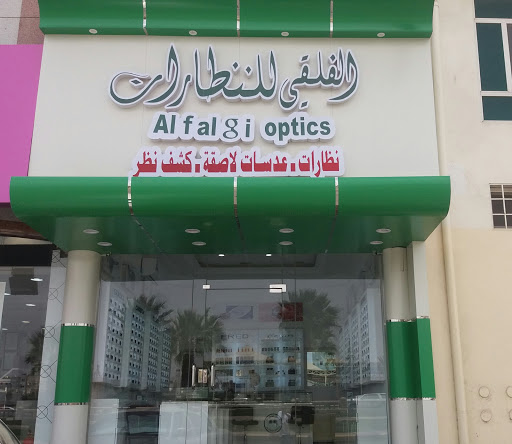 الفلقي للنظارات
Al falgi optics
نظارات - عدسات لاصقة - كشف نظر